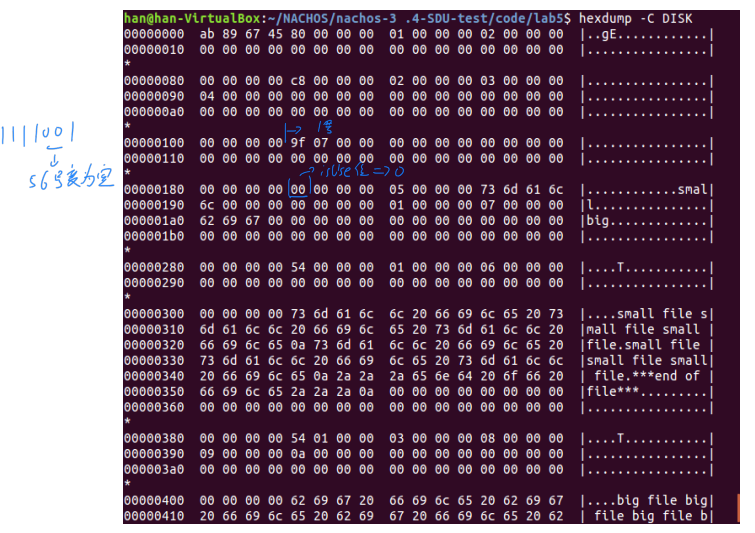 han@han-VirtualBox:~/NACHOS/nachos-3 .4-SDU-test/code/lab5$ hexdump -C DISK
00000000  ab 89 67 45 80 00 00 00  01 00 00 00 02 00 00 00  |..gE............|
00000010  00 00 00 00 00 00 00 00  00 00 00 00 00 00 00 00  |................|
*
00000080  00 00 00 00 c8 00 00 00  02 00 00 00 03 00 00 00  |................|
00000090  04 00 00 00 00 00 00 00  00 00 00 00 00 00 00 00  |................|
000000a0  00 00 00 00 00 00 00 00  00 00 00 00 00 00 00 00  |................|
*
1号
1111001
00000100  00 00 00 00 9f 07 00 00  00 00 00 00 00 00 00 00  |................|
00000110  00 00 00 00 00 00 00 00  00 00 00 00 00 00 00 00  |................|
*
isUse值=>0
56号表为空
00000180  00 00 00 00 00 00 00 00  05 00 00 00 73 6d 61 6c  |............smal|
00000190  6c 00 00 00 00 00 00 00  01 00 00 00 07 00 00 00  |l...............|
000001a0  62 69 67 00 00 00 00 00  00 00 00 00 00 00 00 00  |big.............|
000001b0  00 00 00 00 00 00 00 00  00 00 00 00 00 00 00 00  |................|
*
00000280  00 00 00 00 54 00 00 00  01 00 00 00 06 00 00 00  |....T...........|
00000290  00 00 00 00 00 00 00 00  00 00 00 00 00 00 00 00  |................|
*
00000300  00 00 00 00 73 6d 61 6c  6c 20 66 69 6c 65 20 73  |....small file s|
00000310  6d 61 6c 6c 20 66 69 6c  65 20 73 6d 61 6c 6c 20  |mall file small |
00000320  66 69 6c 65 0a 73 6d 61  6c 6c 20 66 69 6c 65 20  |file.small file |
00000330  73 6d 61 6c 6c 20 66 69  6c 65 20 73 6d 61 6c 6c  |small file small|
00000340  20 66 69 6c 65 0a 2a 2a  2a 65 6e 64 20 6f 66 20  | file.***end of |
00000350  66 69 6c 65 2a 2a 2a 0a  00 00 00 00 00 00 00 00  |file***.........|
00000360  00 00 00 00 00 00 00 00  00 00 00 00 00 00 00 00  |................|
*
00000380  00 00 00 00 54 01 00 00  03 00 00 00 08 00 00 00  |....T...........|
00000390  09 00 00 00 0a 00 00 00  00 00 00 00 00 00 00 00  |................|
000003a0  00 00 00 00 00 00 00 00  00 00 00 00 00 00 00 00  |................|
*
00000400  00 00 00 00 62 69 67 20  66 69 6c 65 20 62 69 67  |....big file big|
00000410  20 66 69 6c 65 20 62 69  67 20 66 69 6c 65 20 62  | file big file b|